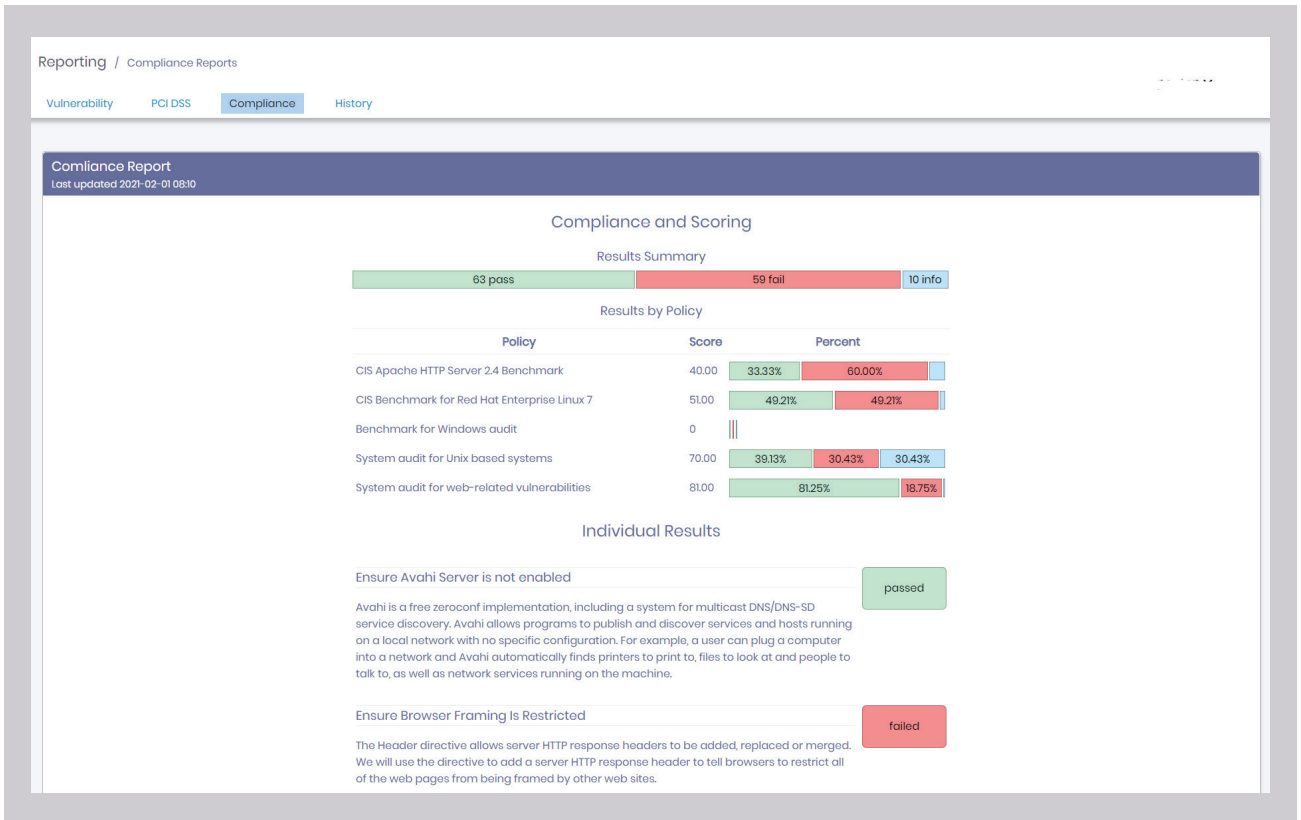 Reporting / Compliance Reports
Vulnerability PCI DSS Compliance History
Comliance Report
Last updated 2021-02-01 08:10
Compliance and Scoring
Results Summary
63 pass 59 fail 10 info
Results by Policy
Policy Score Percent
CIS Apache HTTP Server 2.4 Benchmark 40.00 33.33% 60.00%
CIS Benchmark for Red Hat Enterprise Linux 7 51.00 49.21% 49.21%
Benchmark for Windows audit 0
System audit for Unix based systems 70.00 39.13% 30.43% 30.43%
System audit for web-related vulnerabilities 81.00 81.25% 18.75%
Individual Results
Ensure Avahi Server is not enabled
passed
Avahi is a free zeroconf implementation, including a system for multicast DNS/DNS-SD
service discovery. Avahi allows programs to publish and discover services and hosts running
on a local network with no specific configuration. For example, a user can plug a computer
into a network and Avahi automatically finds printers to print to, files to look at and people to
talk to, as well as network services running on the machine.
Ensure Browser Framing Is Restricted
failed
The Header directive allows server HTTP response headers to be added, replaced or merged.
We will use the directive to add a server HTTP response header to tell browsers to restrict all
of the web pages from being framed by other web sites.